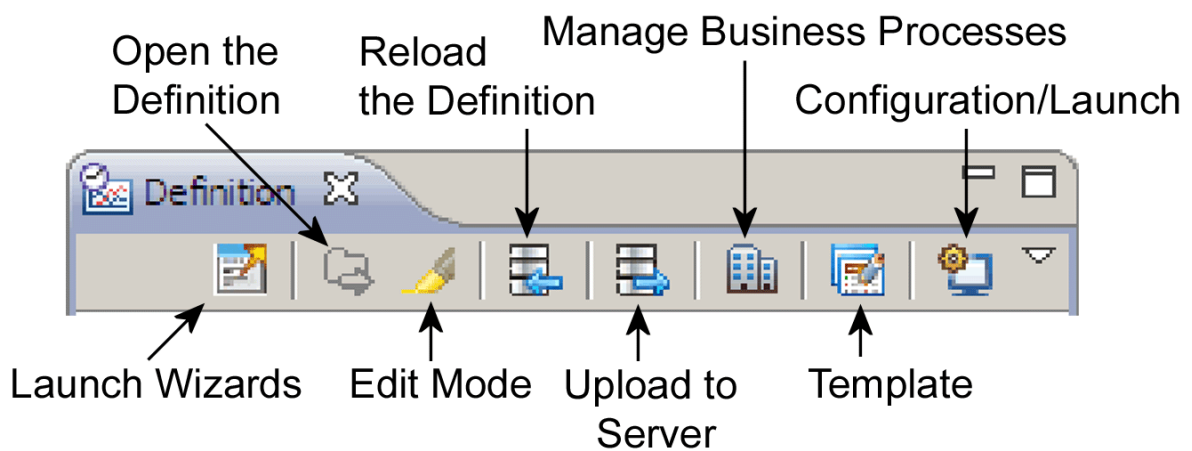 Manage Business Processes
Open the
Definition
Reload
the Definition
Configuration/Launch
Definition
Launch Wizards
Edit Mode
Upload to
Server
Template